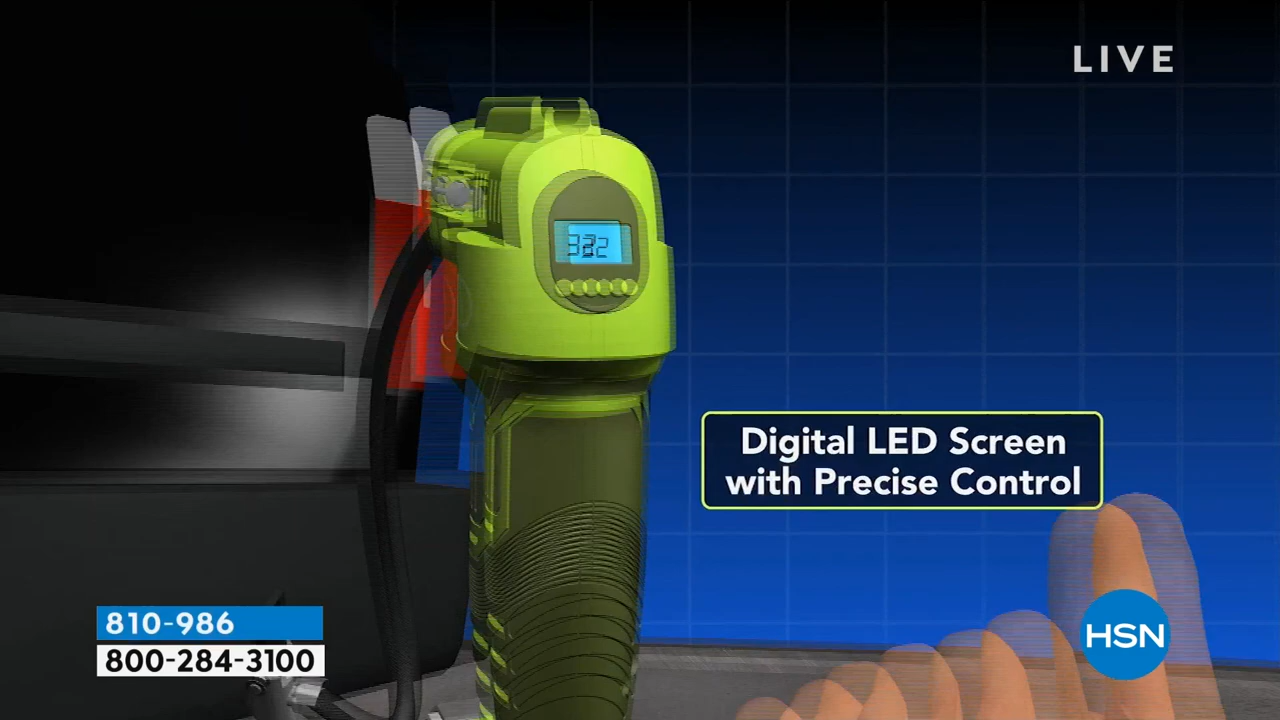 LIVE
Digital LED Screen
with Precise Control
810-986
800-284-3100
HSN